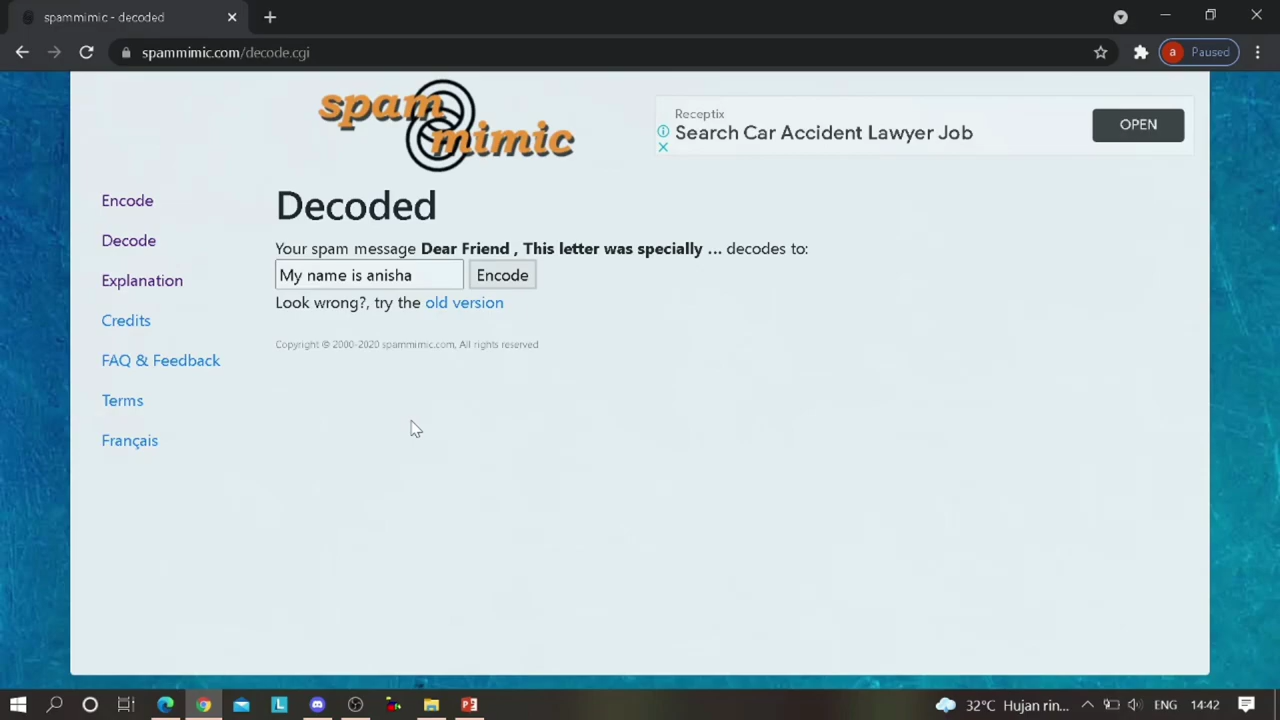 spammimic - decoded
spammimic.com/decode.cgi
a Paused
spam
mimic
Receptix
Search Car Accident Lawyer Job
OPEN
Encode
Decode
Explanation
Credits
FAQ & Feedback
Terms
Français
Decoded
Your spam message Dear Friend , This letter was specially ... decodes to:
My name is anisha
Encode
Look wrong?, try the old version
Copyright © 2000-2020 spammimic.com, All rights reserved
32°C Hujan rin... ENG 14:42